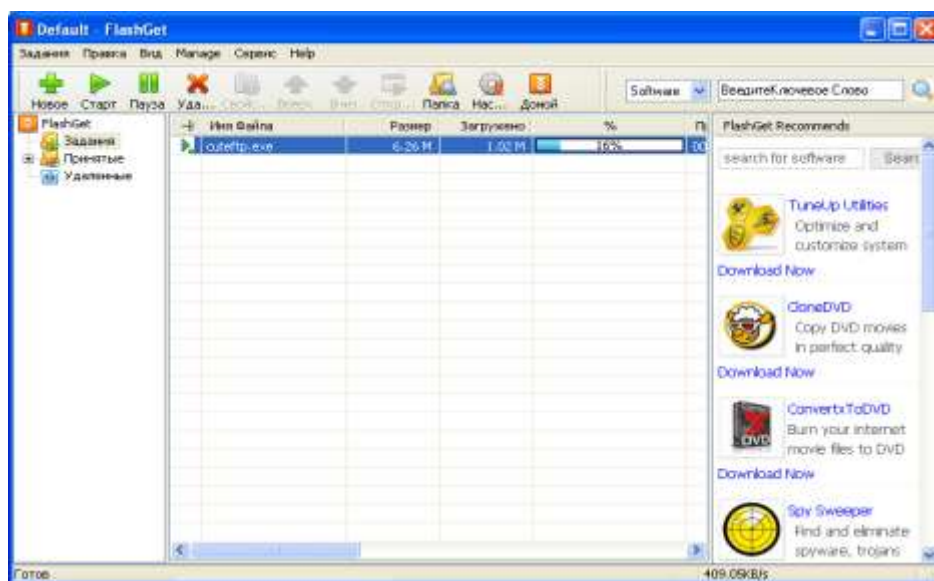 Default - FlashGet
Задания Правка Вид Manage Сервис Help
Новое Старт Пауза Уда... Папка Нас... Домой
Software ВведитеКлючевое Слово
FlashGet
Задания
Принятые
Удаленные
Имя Файла Размер Загружено %
cuteftp.exe 6.26 M 1.02 M 16%
FlashGet Recommends
search for software Sear
TuneUp Utilities
Optimize and
customize system
Download Now
CloneDVD
Copy DVD movies
in perfect quality
Download Now
ConvertxToDVD
Burn your internet
movie files to DVD
Download Now
Spy Sweeper
Find and eliminate
spyware, trojans
Готов 409.05KB/s